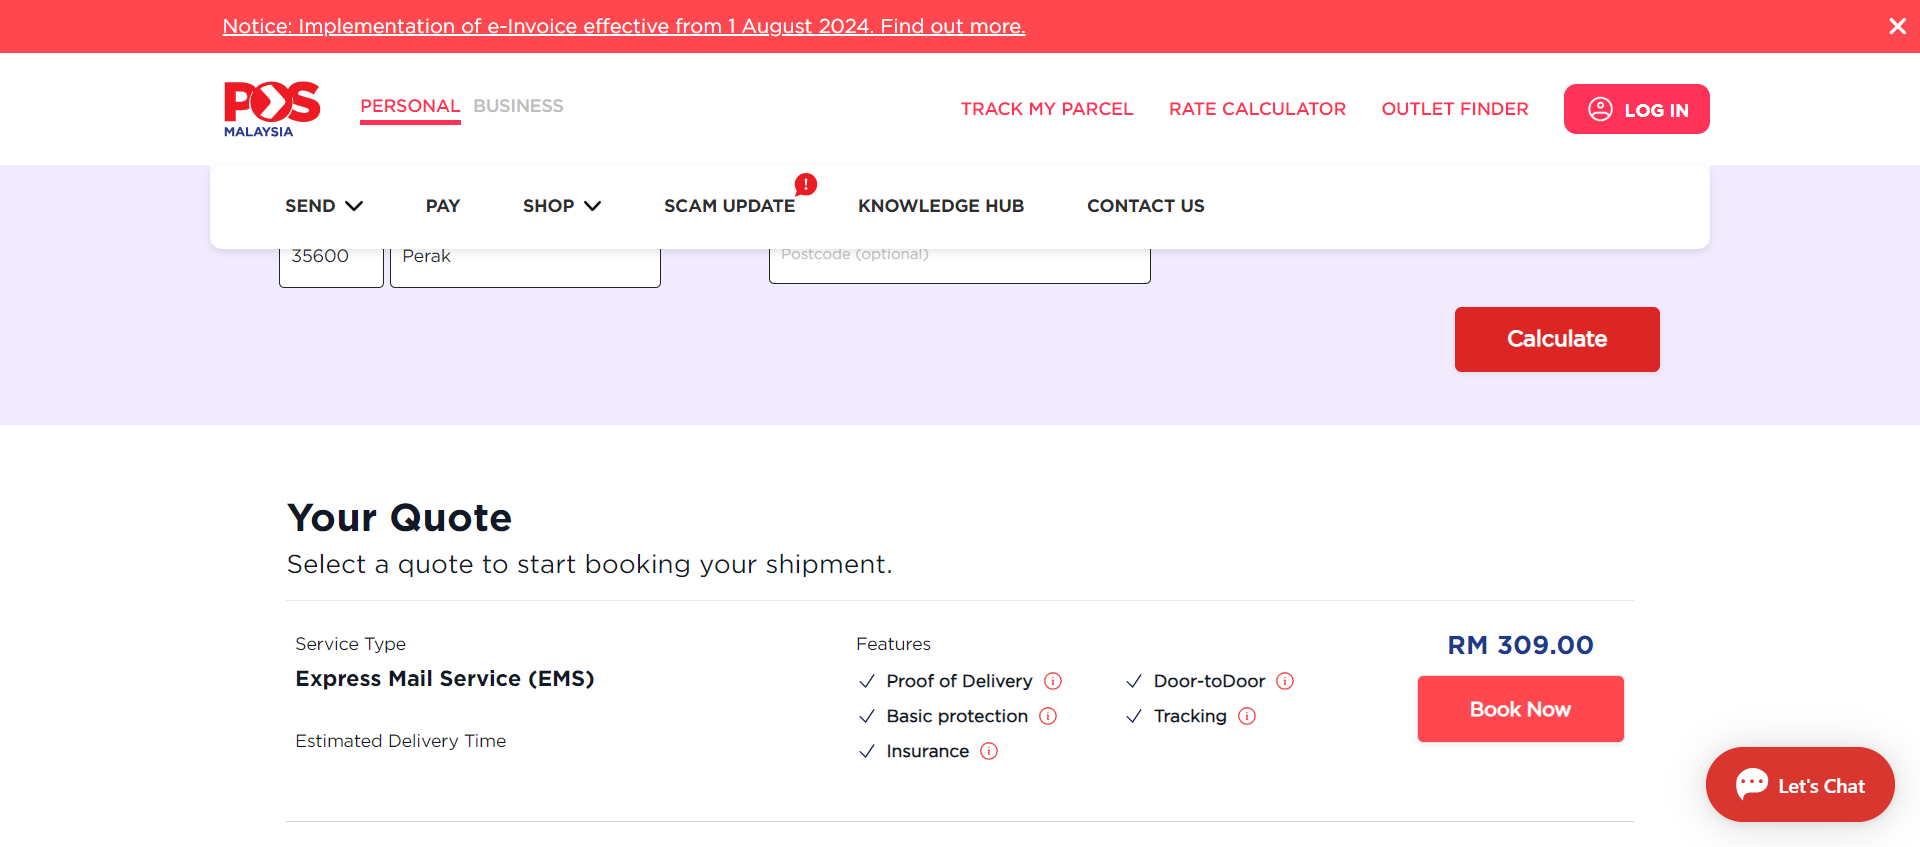 Notice: Implementation of e-Invoice effective from 1 August 2024. Find out more.
POS
MALAYSIA
PERSONAL BUSINESS
TRACK MY PARCEL RATE CALCULATOR OUTLET FINDER LOG IN
SEND PAY SHOP SCAM UPDATE ! KNOWLEDGE HUB CONTACT US
35600 Perak Postcode (optional)
Calculate
Your Quote
Select a quote to start booking your shipment.
Service Type
Express Mail Service (EMS)
Estimated Delivery Time
Features
Proof of Delivery Door-toDoor
Basic protection Tracking
Insurance
RM 309.00
Book Now
Let's Chat